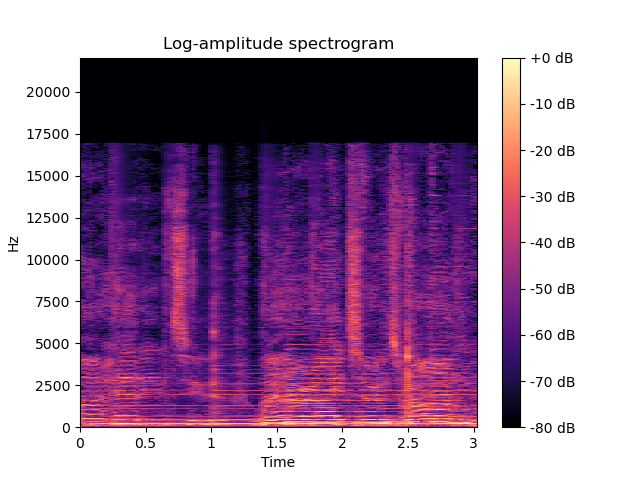 Log-amplitude spectrogram
Hz
20000
17500
15000
12500
10000
7500
5000
2500
0
0 0.5 1 1.5 2 2.5 3
Time
+0 dB
-10 dB
-20 dB
-30 dB
-40 dB
-50 dB
-60 dB
-70 dB
-80 dB